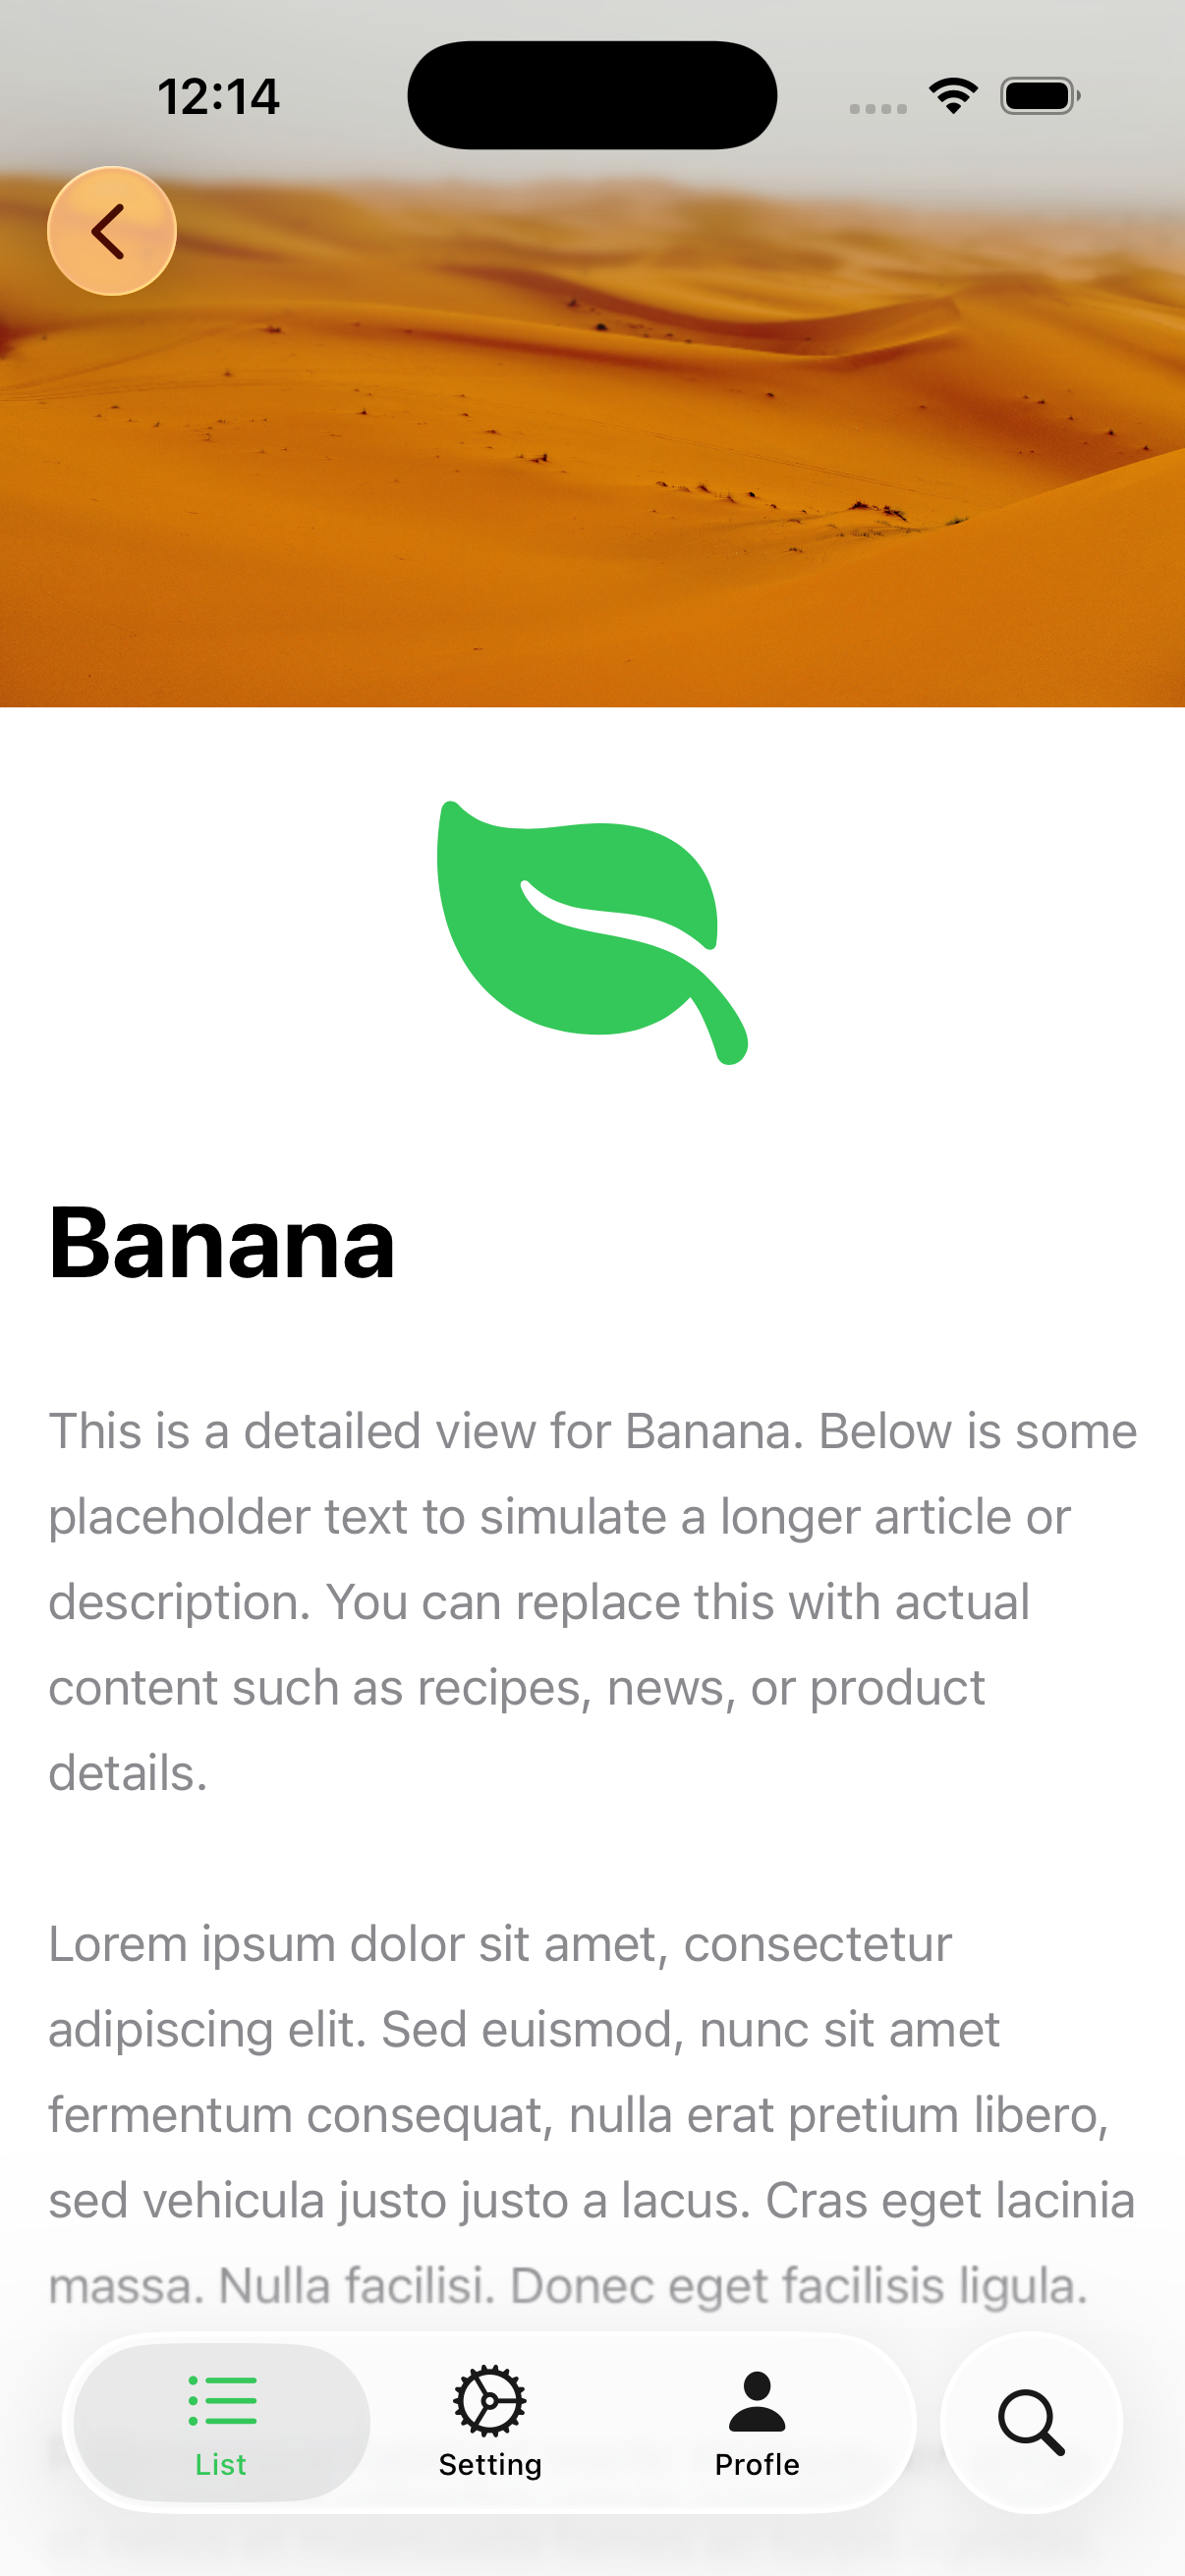 12:14
Banana
This is a detailed view for Banana. Below is some
placeholder text to simulate a longer article or
description. You can replace this with actual
content such as recipes, news, or product
details.
Lorem ipsum dolor sit amet, consectetur
adipiscing elit. Sed euismod, nunc sit amet
fermentum consequat, nulla erat pretium libero,
sed vehicula justo justo a lacus. Cras eget lacinia
massa. Nulla facilisi. Donec eget facilisis ligula.
List
Setting
Profle